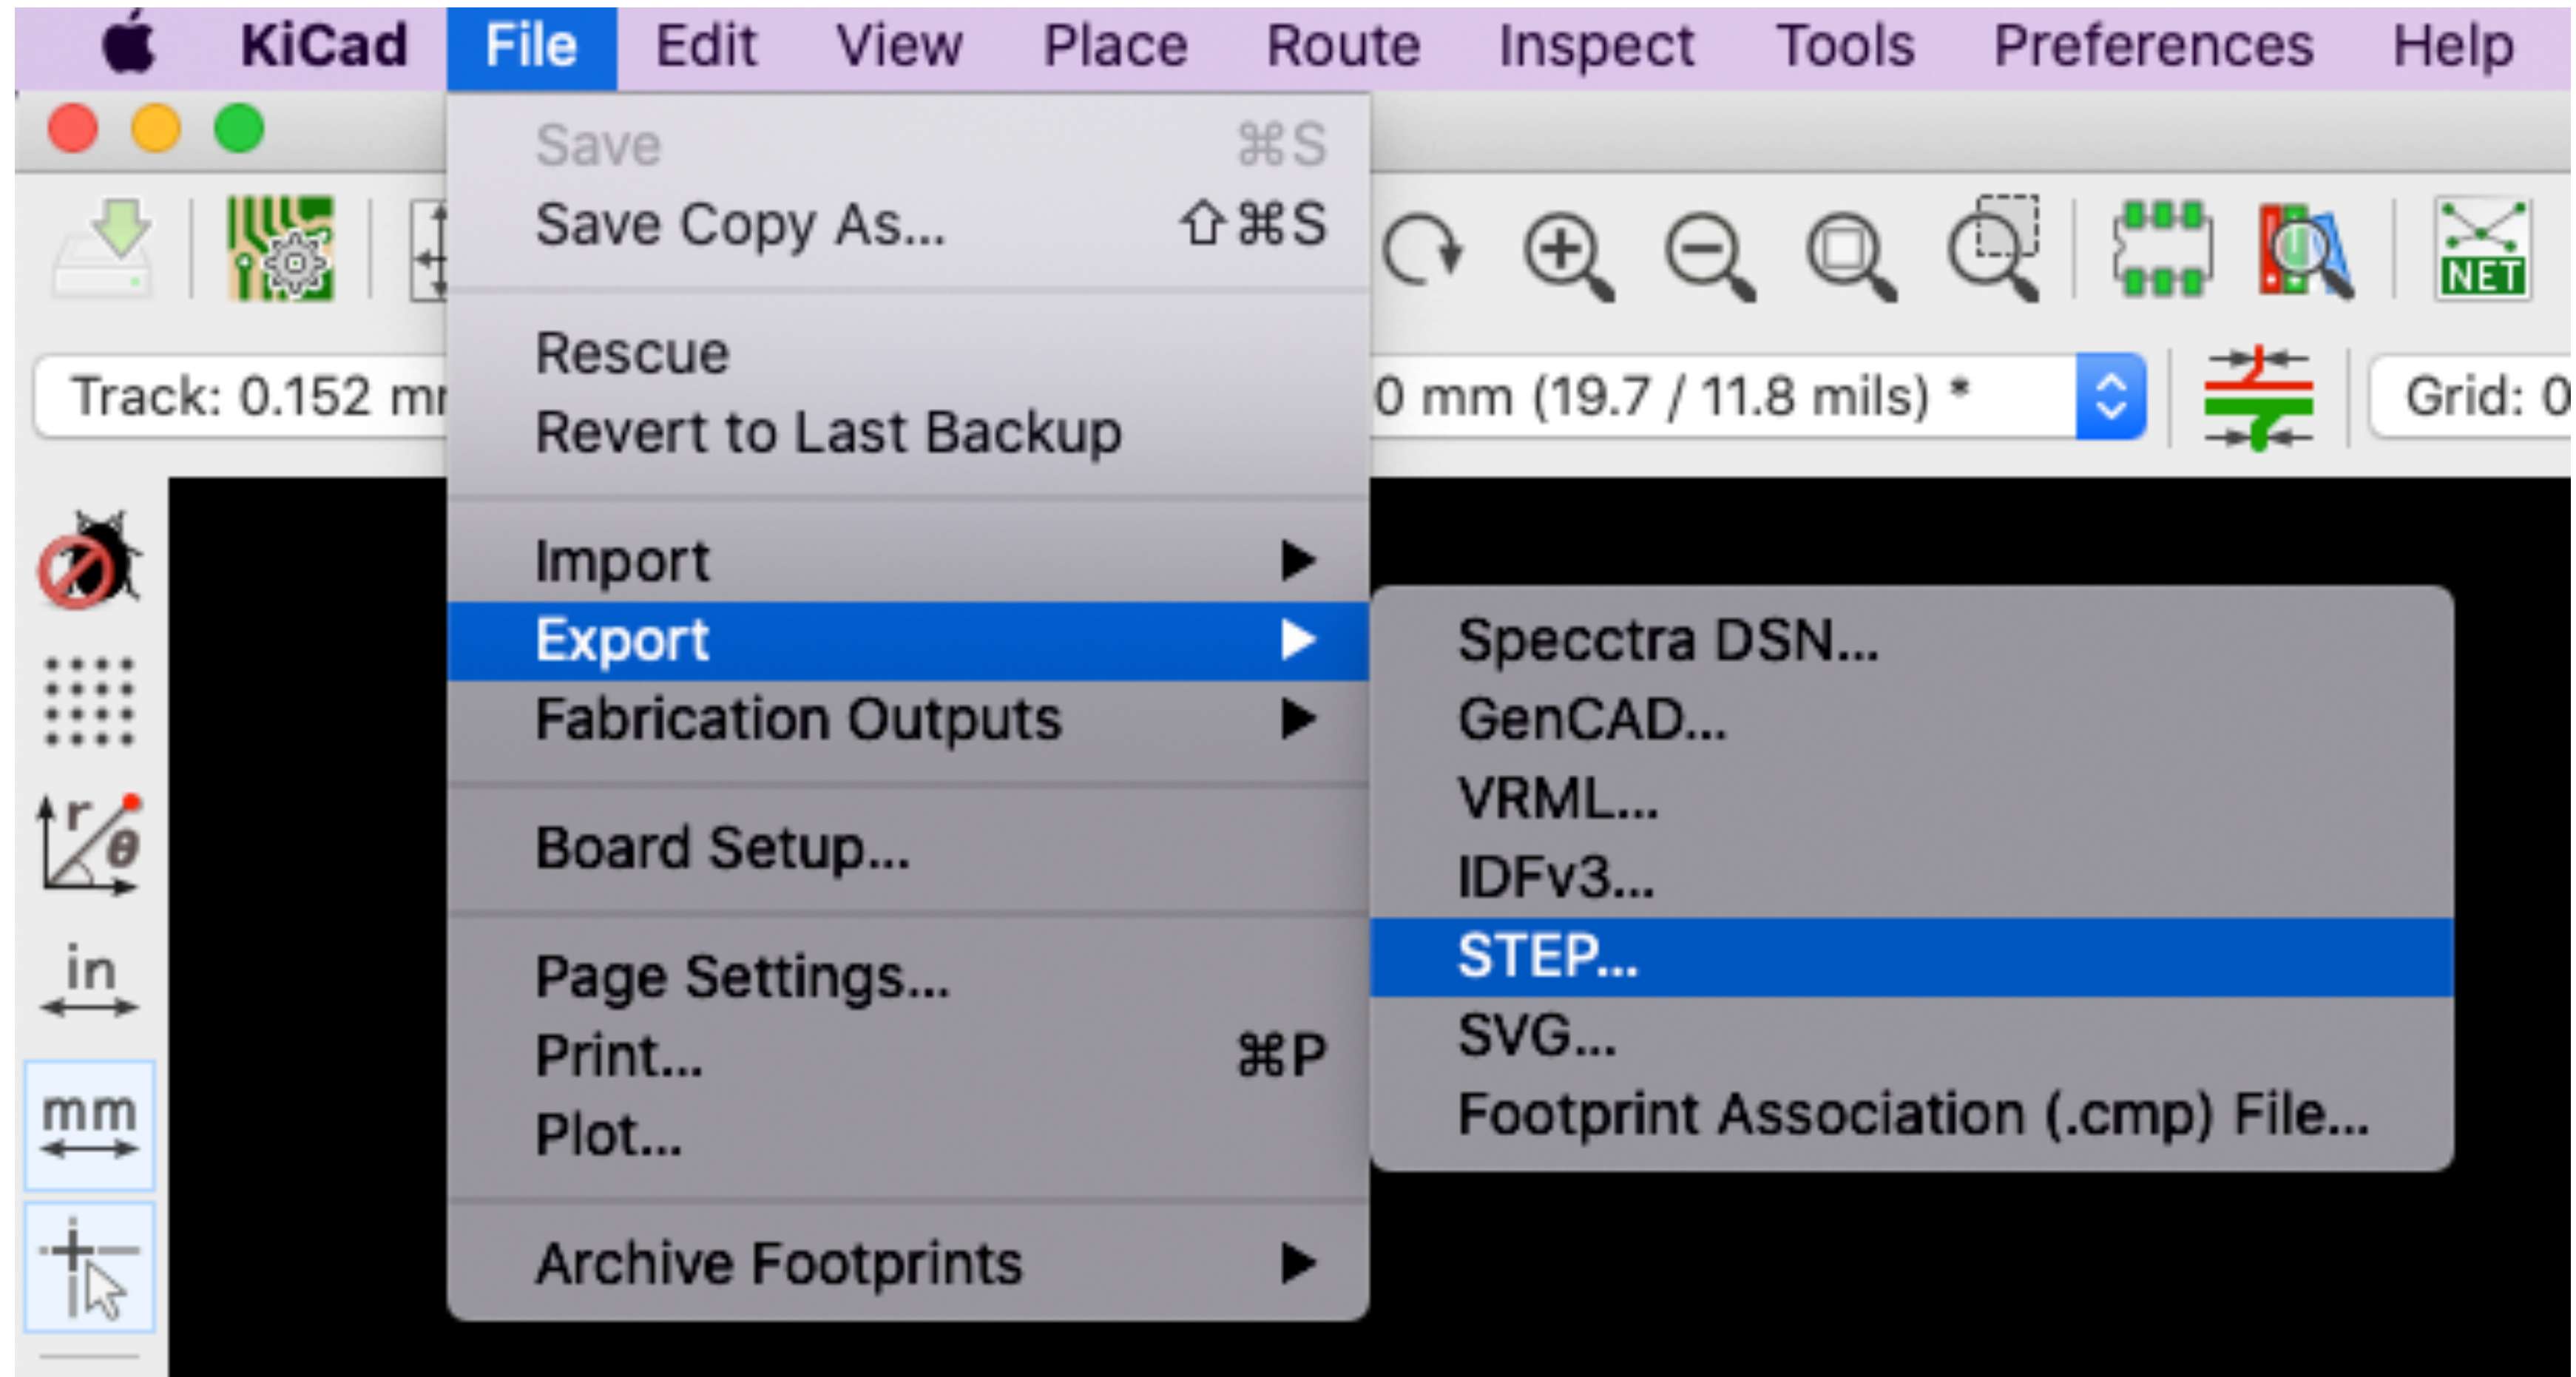 KiCad File Edit View Place Route Inspect Tools Preferences Help
Save ⌘S
Save Copy As... ⇧⌘S
NET
Rescue
Track: 0.152 0 mm (19.7 / 11.8 mils) * Grid: 0
Revert to Last Backup
Import
Export
Fabrication Outputs
Board Setup...
Page Settings...
Print... ⌘P
Plot...
Archive Footprints
Specctra DSN...
GenCAD...
VRML...
IDFv3...
STEP...
SVG...
Footprint Association (.cmp) File...
r
θ
in
mm